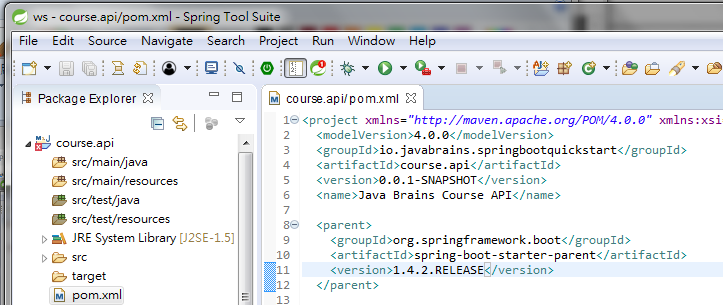 ws - course.api/pom.xml - Spring Tool Suite
File Edit Source Navigate Search Project Run Window Help
Package Explorer
course.api
src/main/java
src/main/resources
src/test/java
src/test/resources
JRE System Library [J2SE-1.5]
src
target
pom.xml
course.api/pom.xml
1 <project xmlns="http://maven.apache.org/POM/4.0.0" xmlns:xsi
2 <modelVersion>4.0.0</modelVersion>
3 <groupId>io.javabrains.springbootquickstart</groupId>
4 <artifactId>course.api</artifactId>
5 <version>0.0.1-SNAPSHOT</version>
6 <name>Java Brains Course API</name>
7
8 <parent>
9 <groupId>org.springframework.boot</groupId>
10 <artifactId>spring-boot-starter-parent</artifactId>
11 <version>1.4.2.RELEASE</version>
12 </parent>
13